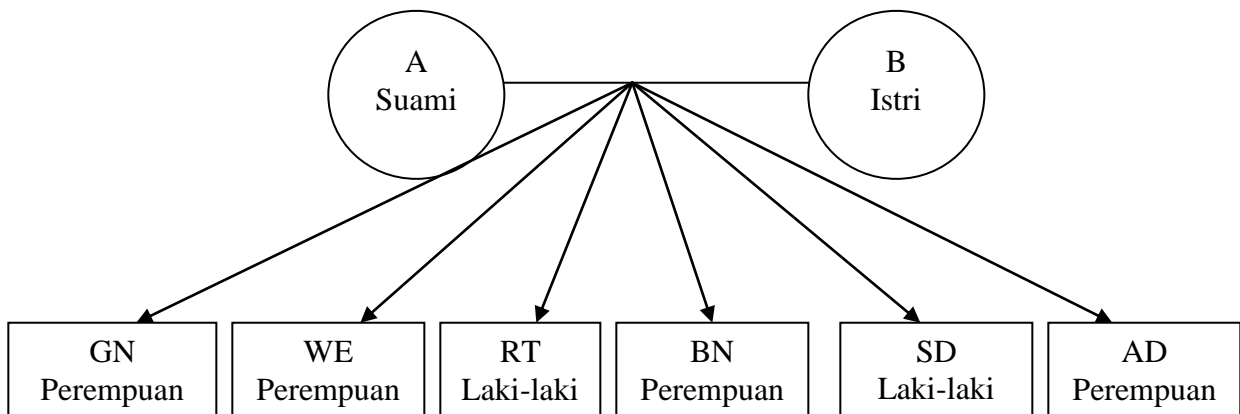 A
Suami
B
Istri
GN
Perempuan
WE
Perempuan
RT
Laki-laki
BN
Perempuan
SD
Laki-laki
AD
Perempuan